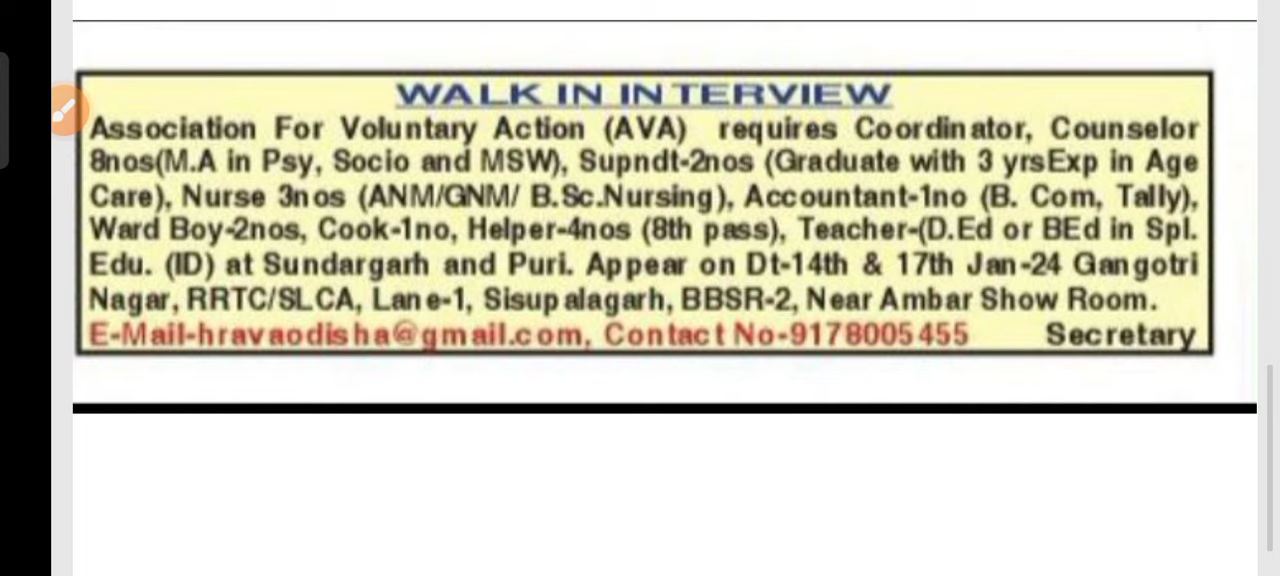 WALK IN INTERVIEW
Association For Voluntary Action (AVA) requires Coordinator, Counselor
8nos(M.A in Psy, Socio and MSW), Supndt-2nos (Graduate with 3 yrsExp in Age
Care), Nurse 3nos (ANM/GNM/ B.Sc.Nursing), Accountant-1no (B. Com, Tally),
Ward Boy-2nos, Cook-1no, Helper-4nos (8th pass), Teacher-(D.Ed or BEd in Spl.
Edu. (ID) at Sundargarh and Puri. Appear on Dt-14th & 17th Jan-24 Gangotri
Nagar, RRTC/SLCA, Lane-1, Sisupalagarh, BBSR-2, Near Ambar Show Room.
E-Mail-hravaodisha@gmail.com, Contact No-9178005455 Secretary